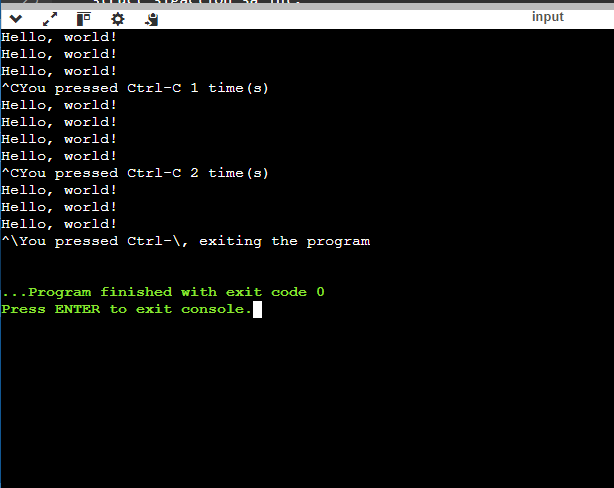 input
Hello, world!
Hello, world!
Hello, world!
^CYou pressed Ctrl-C 1 time(s)
Hello, world!
Hello, world!
Hello, world!
Hello, world!
^CYou pressed Ctrl-C 2 time(s)
Hello, world!
Hello, world!
Hello, world!
^\You pressed Ctrl-\, exiting the program
...Program finished with exit code 0
Press ENTER to exit console.